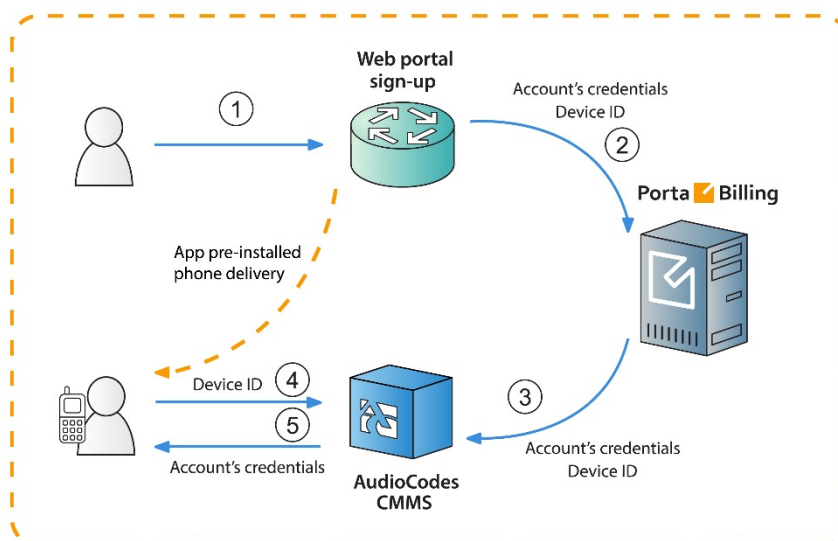 Web portal
sign-up
1
Account's credentials
Device ID
2
Porta Billing
App pre-installed
phone delivery
Device ID
4
3
5
Account's credentials
Account's credentials
Device ID
AudioCodes
CMMS